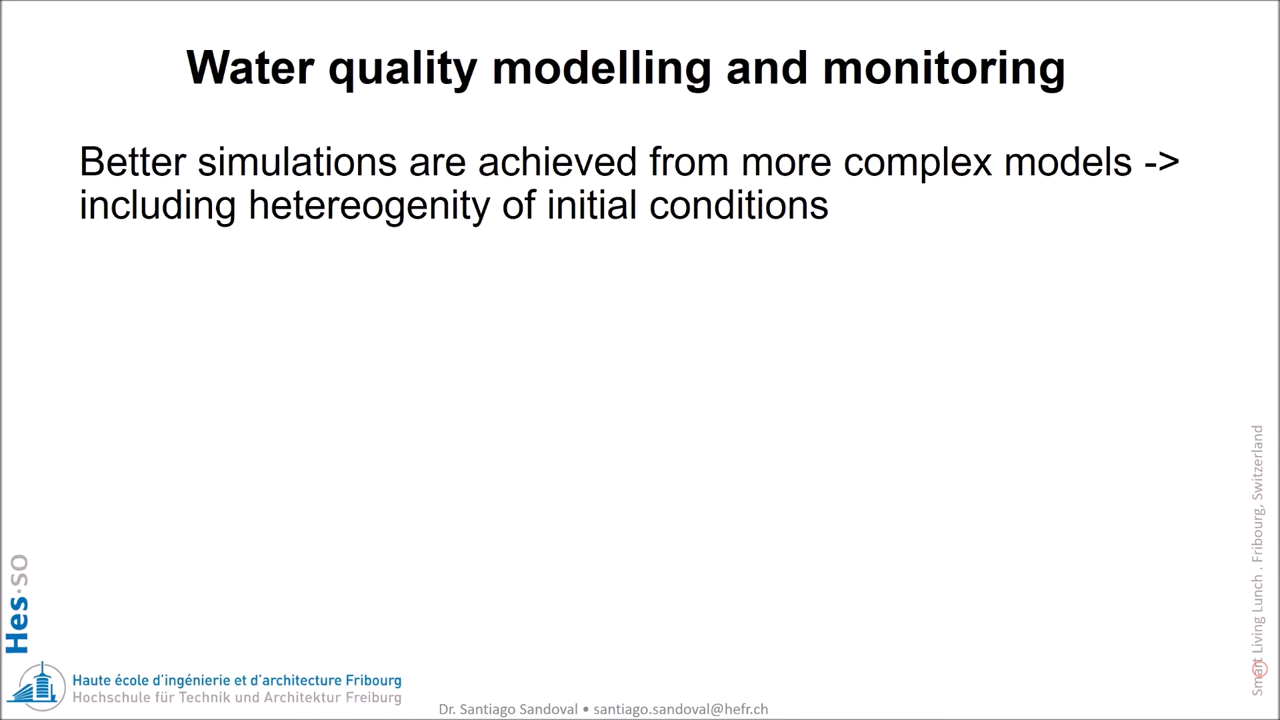 Water quality modelling and monitoring
Better simulations are achieved from more complex models ->
including hetereogenity of initial conditions
Smart Living Lunch . Fribourg, Switzerland
Hes·SO
Haute école d'ingénierie et d'architecture Fribourg
Hochschule für Technik und Architektur Freiburg
Dr. Santiago Sandoval • santiago.sandoval@hefr.ch